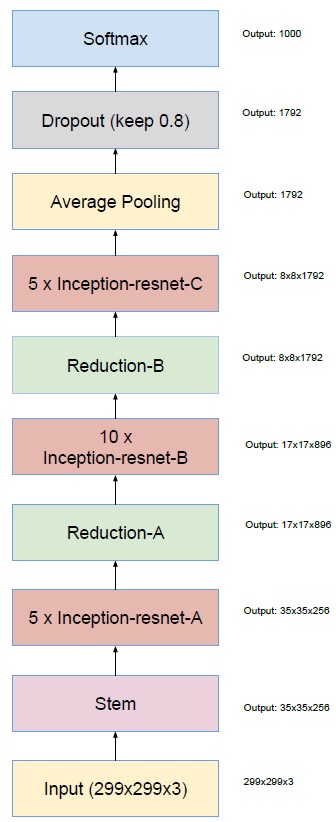 Softmax
Output: 1000
Dropout (keep 0.8)
Output: 1792
Average Pooling
Output: 1792
5 x Inception-resnet-C
Output: 8x8x1792
Reduction-B
Output: 8x8x1792
10 x
Inception-resnet-B
Output: 17x17x896
Reduction-A
Output: 17x17x896
5 x Inception-resnet-A
Output: 35x35x256
Stem
Output: 35x35x256
Input (299x299x3)
299x299x3